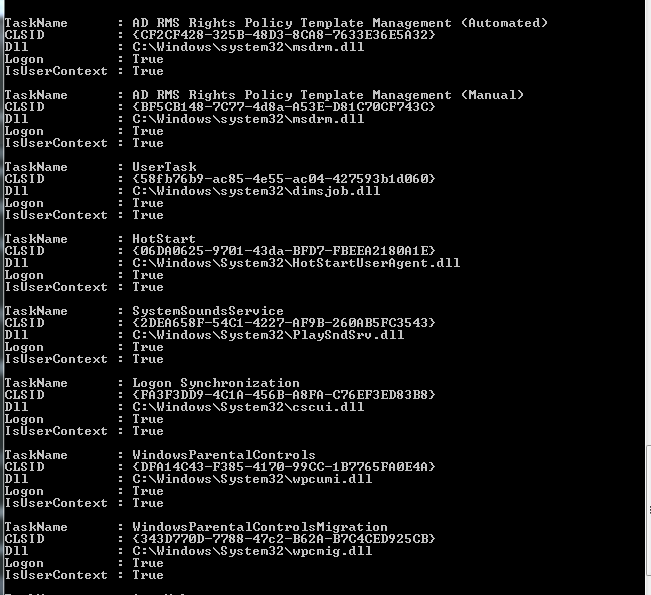 TaskName : AD RMS Rights Policy Template Management (Automated)
CLSID : {CF2CF428-325B-48D3-8CA8-7633E36E5A32}
Dll : C:\Windows\system32\msdrm.dll
Logon : True
IsUserContext : True
TaskName : AD RMS Rights Policy Template Management (Manual)
CLSID : {BF5CB148-7C77-4d8a-A53E-D81C70CF743C}
Dll : C:\Windows\system32\msdrm.dll
Logon : True
IsUserContext : True
TaskName : UserTask
CLSID : {58fb76b9-ac85-4e55-ac04-427593b1d060}
Dll : C:\Windows\system32\dimsjob.dll
Logon : True
IsUserContext : True
TaskName : HotStart
CLSID : {06DA0625-9701-43da-BFD7-FBEEA2180A1E}
Dll : C:\Windows\System32\HotStartUserAgent.dll
Logon : True
IsUserContext : True
TaskName : SystemSoundsService
CLSID : {2DEA658F-54C1-4227-AF9B-260AB5FC3543}
Dll : C:\Windows\System32\PlaySndSrv.dll
Logon : True
IsUserContext : True
TaskName : Logon Synchronization
CLSID : {FA3F3DD9-4C1A-456B-A8FA-C76EF3ED83B8}
Dll : C:\Windows\System32\cscui.dll
Logon : True
IsUserContext : True
TaskName : WindowsParentalControls
CLSID : {DFA14C43-F385-4170-99CC-1B7765FA0E4A}
Dll : C:\Windows\System32\wpcumi.dll
Logon : True
IsUserContext : True
TaskName : WindowsParentalControlsMigration
CLSID : {343D770D-7788-47c2-B62A-B7C4CED925CB}
Dll : C:\Windows\System32\wpcmig.dll
Logon : True
IsUserContext : True